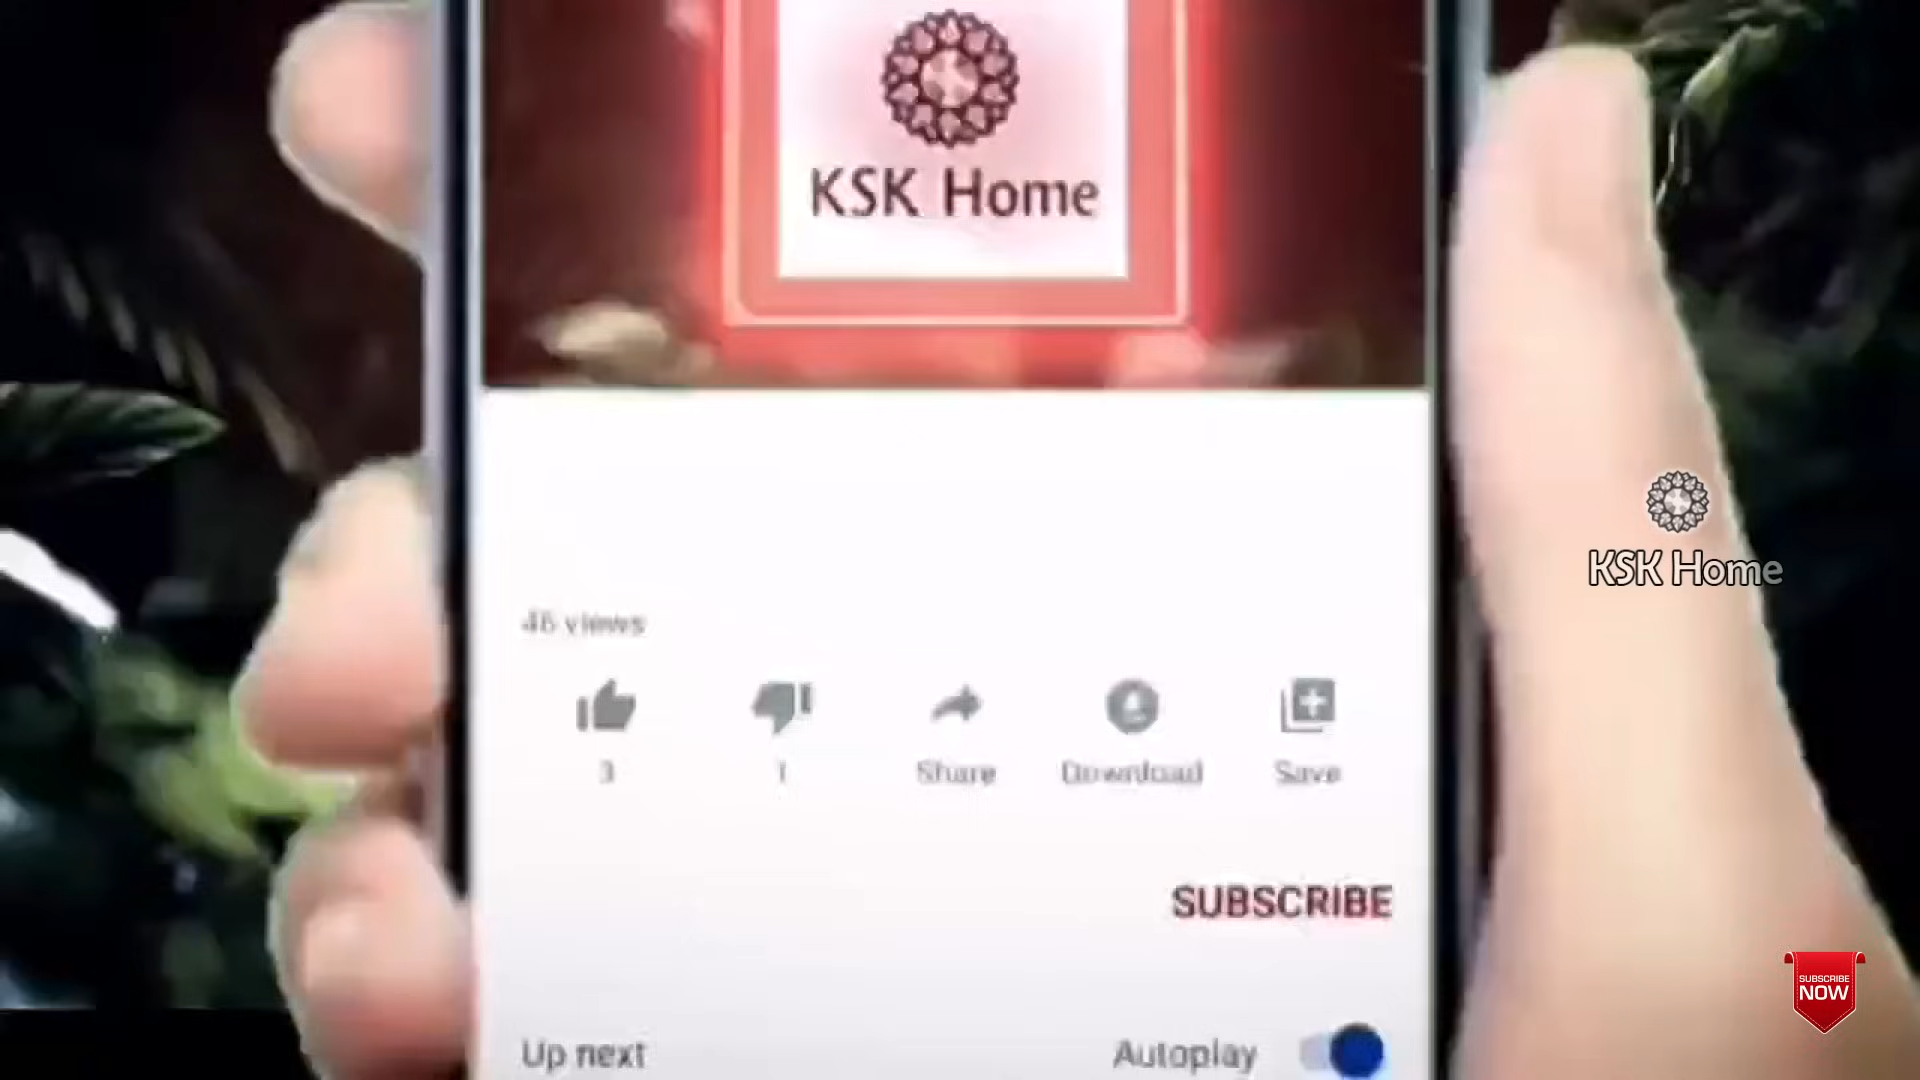 KSK Home
46 views
3 1 Share Download Save
KSK Home
SUBSCRIBE
SUBSCRIBE
NOW
Up next Autoplay